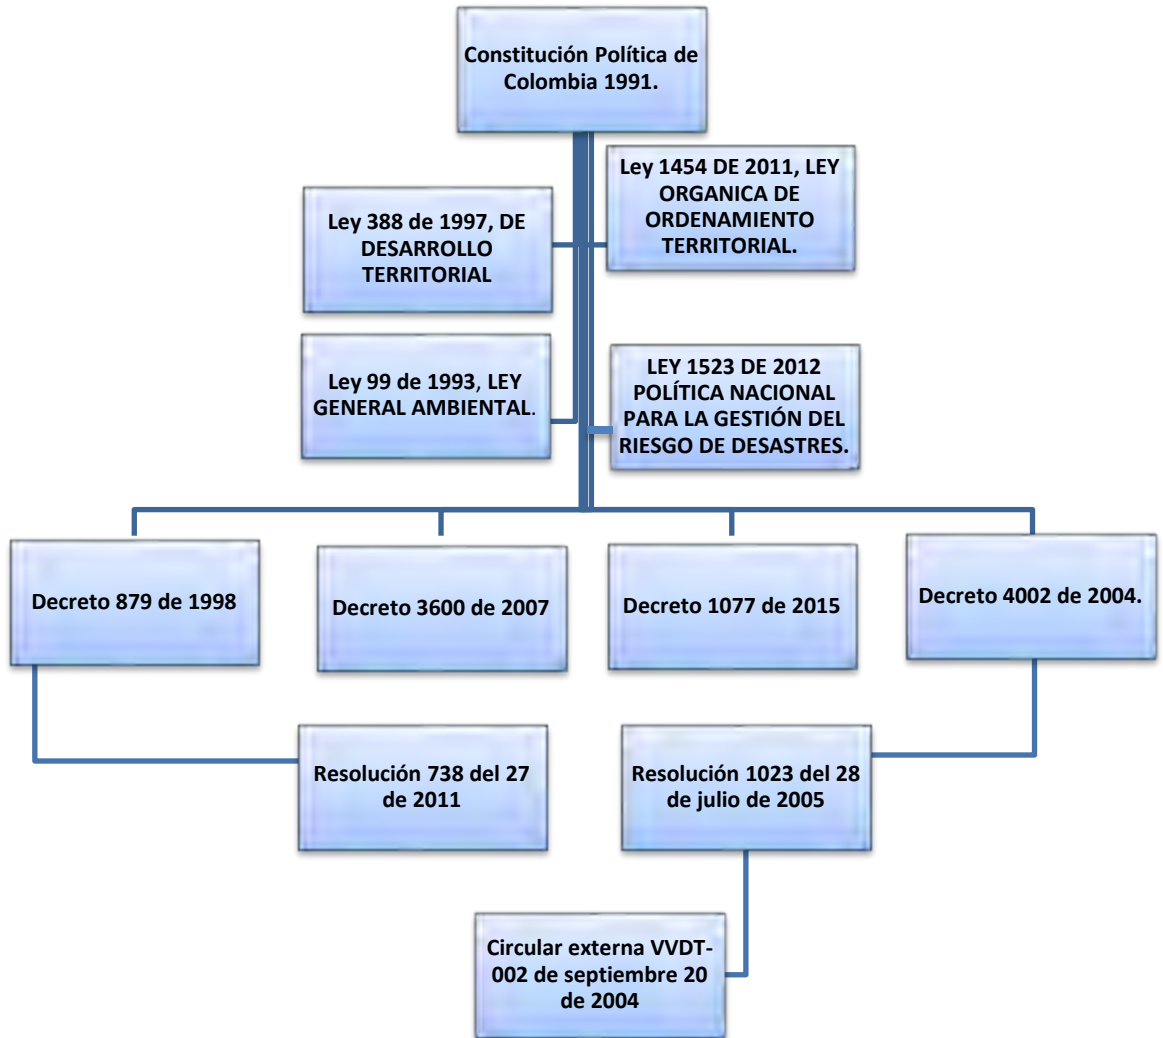 Constitución Política de
Colombia 1991.
Ley 1454 DE 2011, LEY
ORGANICA DE
ORDENAMIENTO
TERRITORIAL.
Ley 388 de 1997, DE
DESARROLLO
TERRITORIAL
Ley 99 de 1993, LEY
GENERAL AMBIENTAL.
LEY 1523 DE 2012
POLÍTICA NACIONAL
PARA LA GESTIÓN DEL
RIESGO DE DESASTRES.
Decreto 879 de 1998
Decreto 3600 de 2007
Decreto 1077 de 2015
Decreto 4002 de 2004.
Resolución 738 del 27
de 2011
Resolución 1023 del 28
de julio de 2005
Circular externa VVDT-
002 de septiembre 20
de 2004